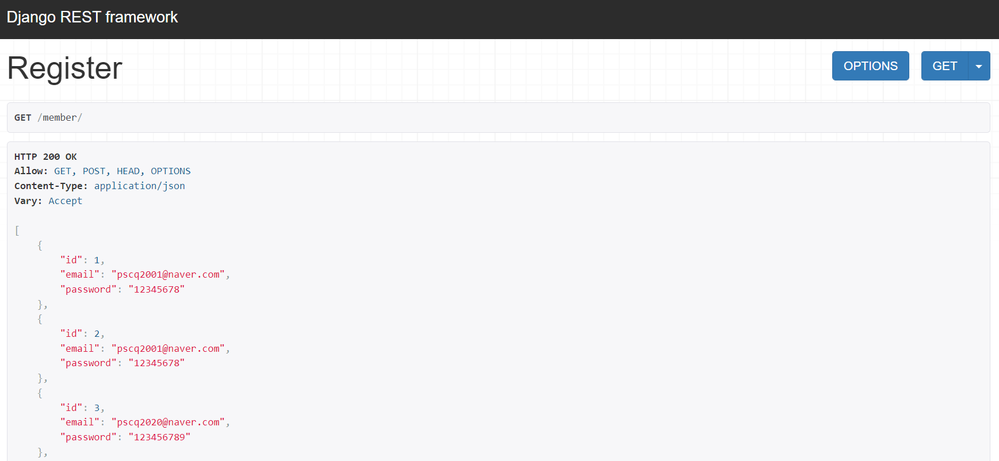 Django REST framework
Register
OPTIONS
GET
GET /member/
HTTP 200 OK
Allow: GET, POST, HEAD, OPTIONS
Content-Type: application/json
Vary: Accept
[
    {
        "id": 1,
        "email": "pscq2001@naver.com",
        "password": "12345678"
    },
    {
        "id": 2,
        "email": "pscq2001@naver.com",
        "password": "12345678"
    },
    {
        "id": 3,
        "email": "pscq2020@naver.com",
        "password": "123456789"
    },